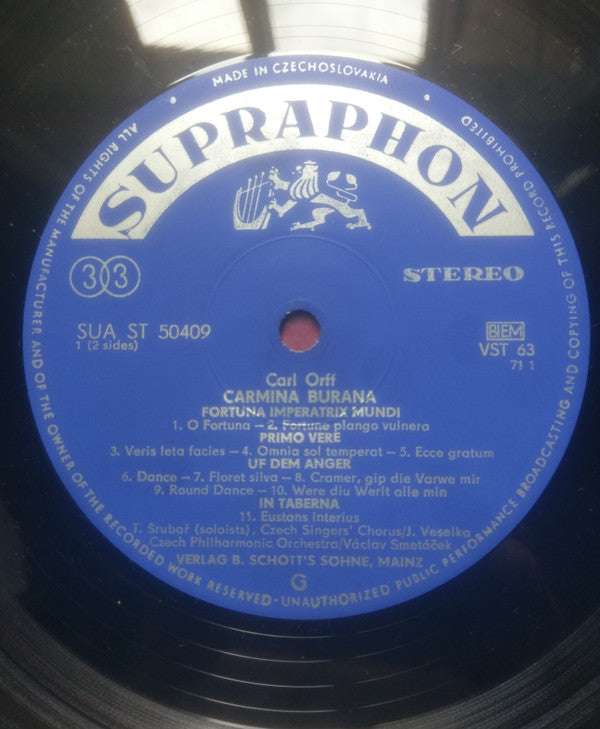 MADE IN CZECHOSLOVAKIA
SUPRAPHON
33
STEREO
SUA ST 50409
1 (2 sides)
BIEM
VST 63
71 1
Carl Orff
CARMINA BURANA
FORTUNA IMPERATRIX MUNDI
1. O Fortuna – 2. Fortune plango vulnera
PRIMO VERE
3. Veris leta facies – 4. Omnia sol temperat – 5. Ecce gratum
UF DEM ANGER
6. Dance – 7. Floret silva – 8. Cramer, gip die Varwe mir
9. Round Dance – 10. Were diu Werlt alle min
IN TABERNA
11. Eustans interius
T. Šrubař (soloists), Czech Singers' Chorus/J. Veselka
Czech Philharmonic Orchestra/Václav Smetáček
VERLAG B. SCHOTT'S SÖHNE, MAINZ
G
ALL RIGHTS OF THE MANUFACTURER AND OF THE OWNER OF THE RECORDED WORK RESERVED · UNAUTHORIZED PUBLIC PERFORMANCE BROADCASTING AND COPYING OF THIS RECORD PROHIBITED